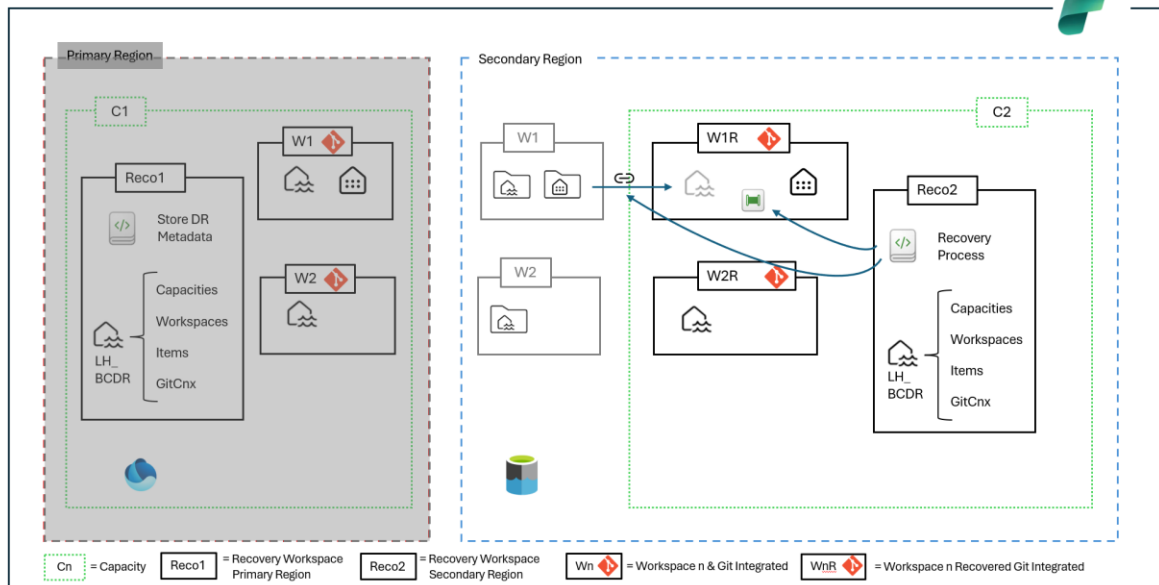 Primary Region
C1
W1
Reco1
Store DR
Metadata
W2
Capacities
Workspaces
Items
GitCnx
LH_
BCDR
Secondary Region
W1
W2
C2
W1R
W2R
Reco2
Recovery
Process
Capacities
Workspaces
Items
GitCnx
LH_
BCDR
Cn = Capacity
Reco1 = Recovery Workspace
Primary Region
Reco2 = Recovery Workspace
Secondary Region
Wn = Workspace n & Git Integrated
WnR = Workspace n Recovered Git Integrated